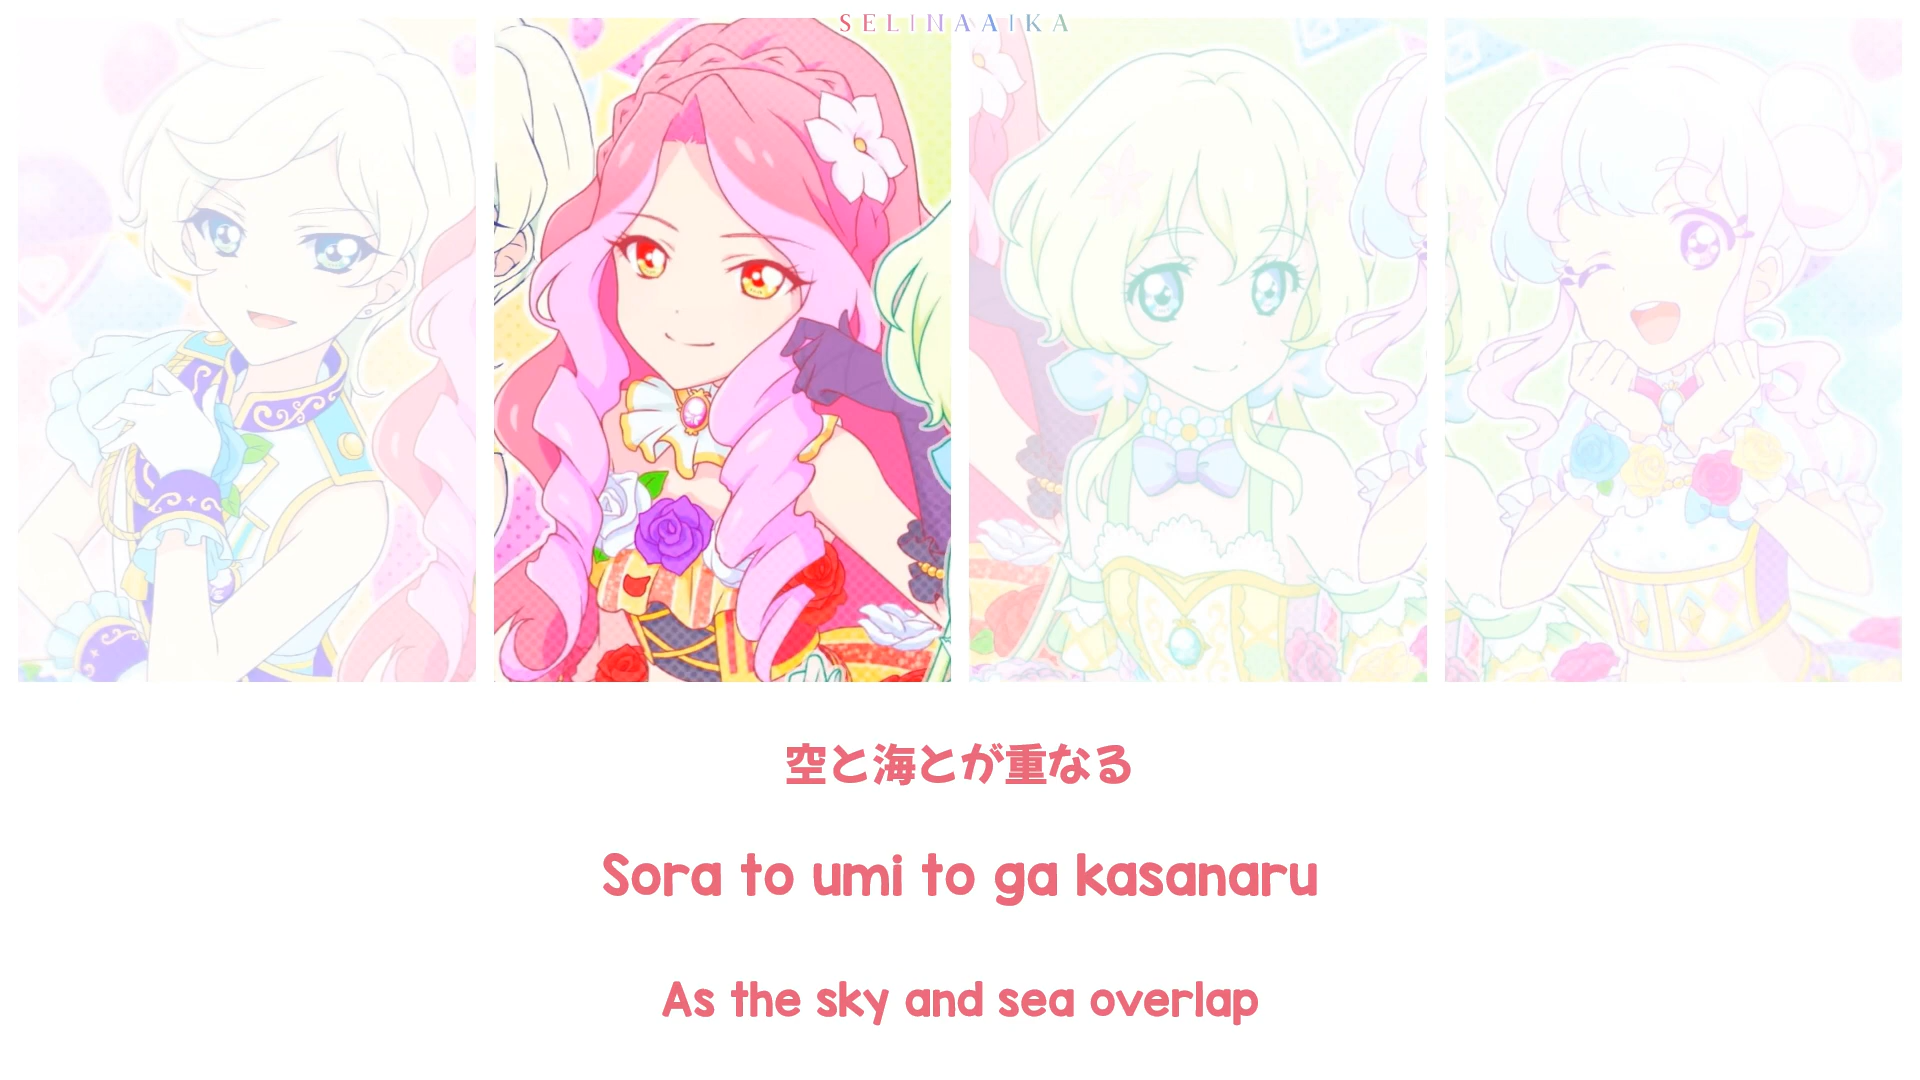 SELINAAIKA
空と海とが重なる
Sora to umi to ga kasanaru
As the sky and sea overlap